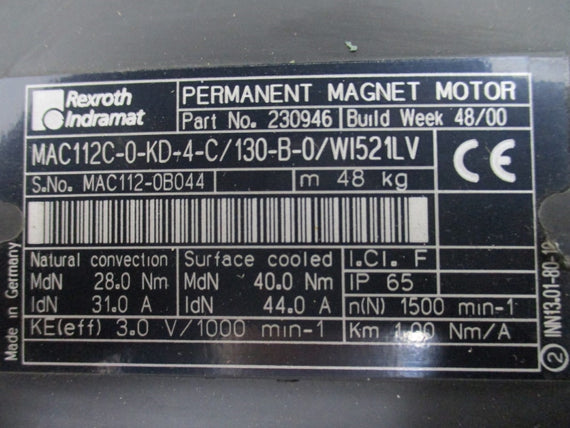 Rexroth
Indramat
PERMANENT MAGNET MOTOR
Part No. 230946 Build Week 48/00
MAC112C-0-KD-4-C/130-B-0/WI521LV
CE
S.No. MAC112-0B044 m 48 kg
Natural convection Surface cooled I.Cl. F
MdN 28.0 Nm MdN 40.0 Nm IP 65
IdN 31.0 A IdN 44.0 A n(N) 1500 min-1
KE(eff) 3.0 V/1000 min-1 Km 1.00 Nm/A
Made in Germany
2 INN13.01-80-10